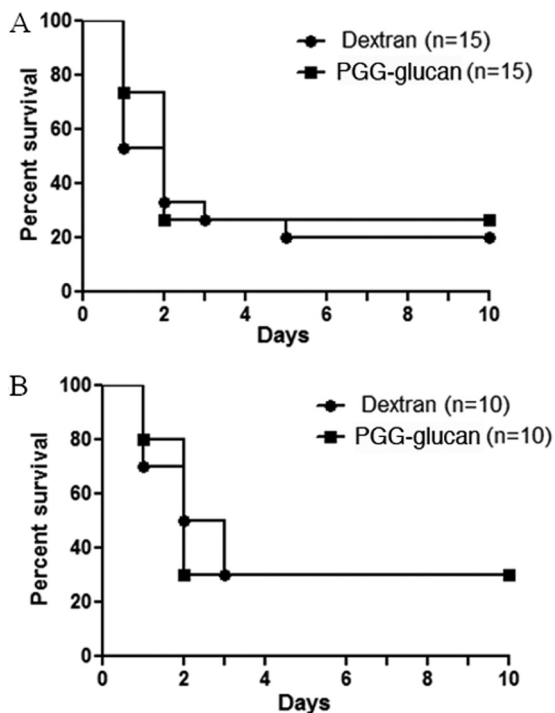 A
100
80
60
40
20
0
Percent survival
Dextran (n=15)
PGG-glucan (n=15)
0 2 4 6 8 10
Days
B
100
80
60
40
20
0
Percent survival
Dextran (n=10)
PGG-glucan (n=10)
0 2 4 6 8 10
Days